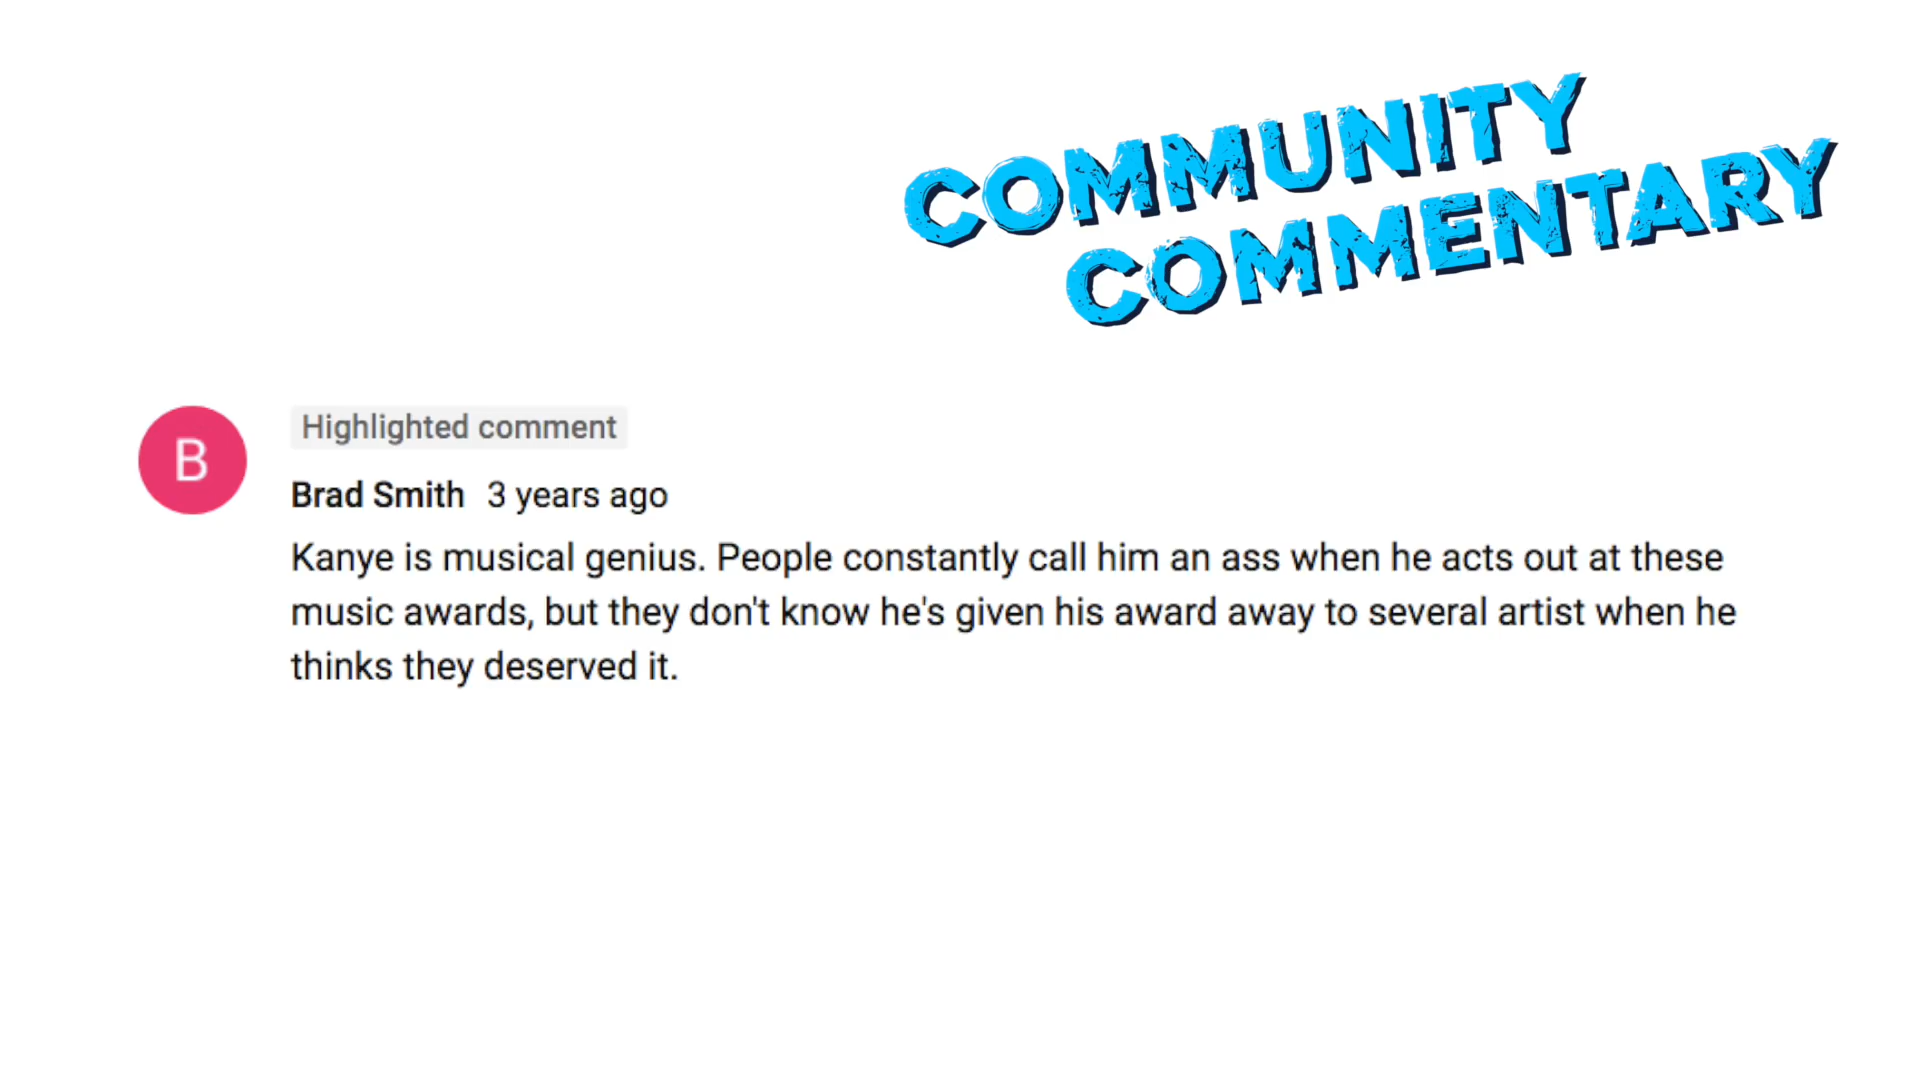 COMMUNITY
COMMENTARY
B
Highlighted comment
Brad Smith 3 years ago
Kanye is musical genius. People constantly call him an ass when he acts out at these
music awards, but they don't know he's given his award away to several artist when he
thinks they deserved it.